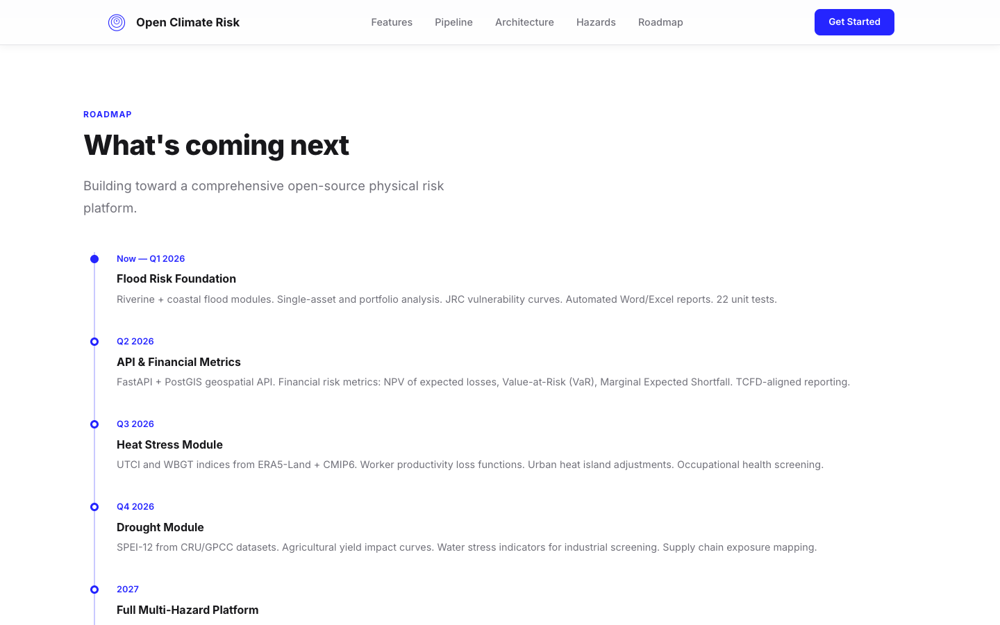 Open Climate Risk
Features
Pipeline
Architecture
Hazards
Roadmap
Get Started
ROADMAP
What's coming next
Building toward a comprehensive open-source physical risk
platform.
Now — Q1 2026
Flood Risk Foundation
Riverine + coastal flood modules. Single-asset and portfolio analysis. JRC vulnerability curves. Automated Word/Excel reports. 22 unit tests.
Q2 2026
API & Financial Metrics
FastAPI + PostGIS geospatial API. Financial risk metrics: NPV of expected losses, Value-at-Risk (VaR), Marginal Expected Shortfall. TCFD-aligned reporting.
Q3 2026
Heat Stress Module
UTCI and WBGT indices from ERA5-Land + CMIP6. Worker productivity loss functions. Urban heat island adjustments. Occupational health screening.
Q4 2026
Drought Module
SPEI-12 from CRU/GPCC datasets. Agricultural yield impact curves. Water stress indicators for industrial screening. Supply chain exposure mapping.
2027
Full Multi-Hazard Platform